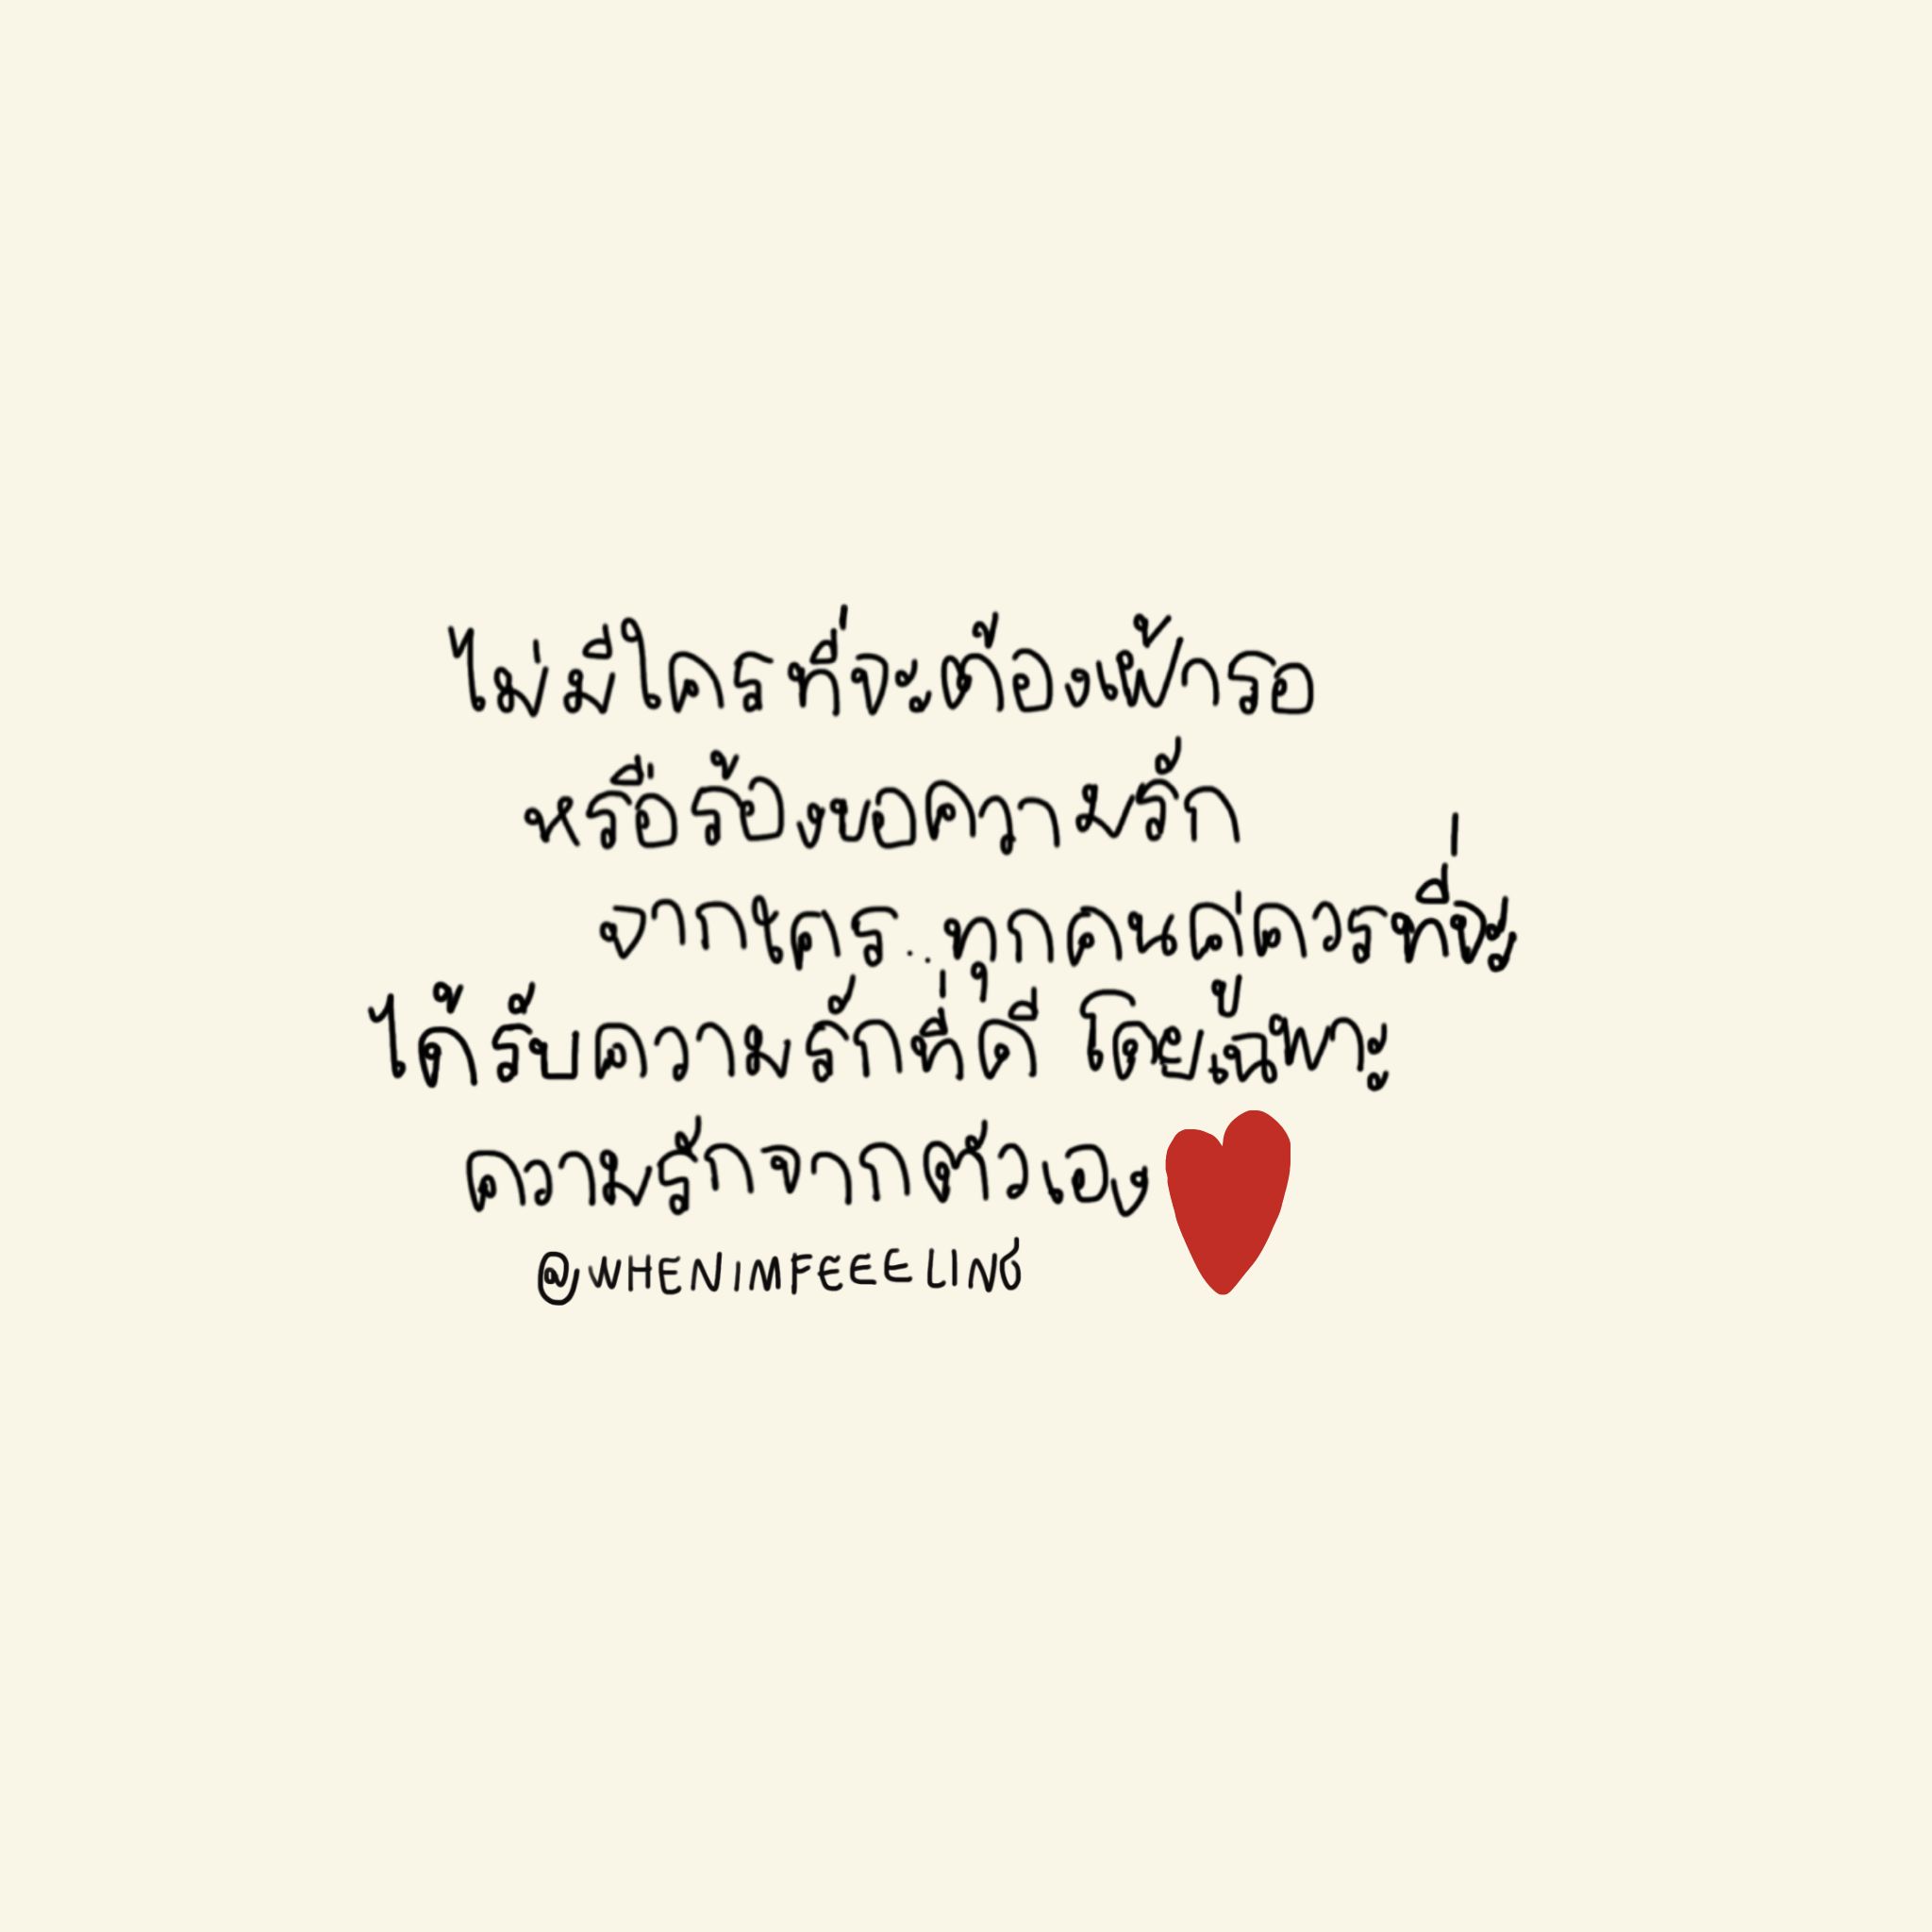 ไม่มีใครที่จะต้องเฝ้ารอ
หรือร้องขอความรัก
จากใคร..ทุกคนคู่ควรที่จะ
ได้รับความรักที่ดี โดยเฉพาะ
ความรักจากตัวเอง
@WHENIMFEEELING